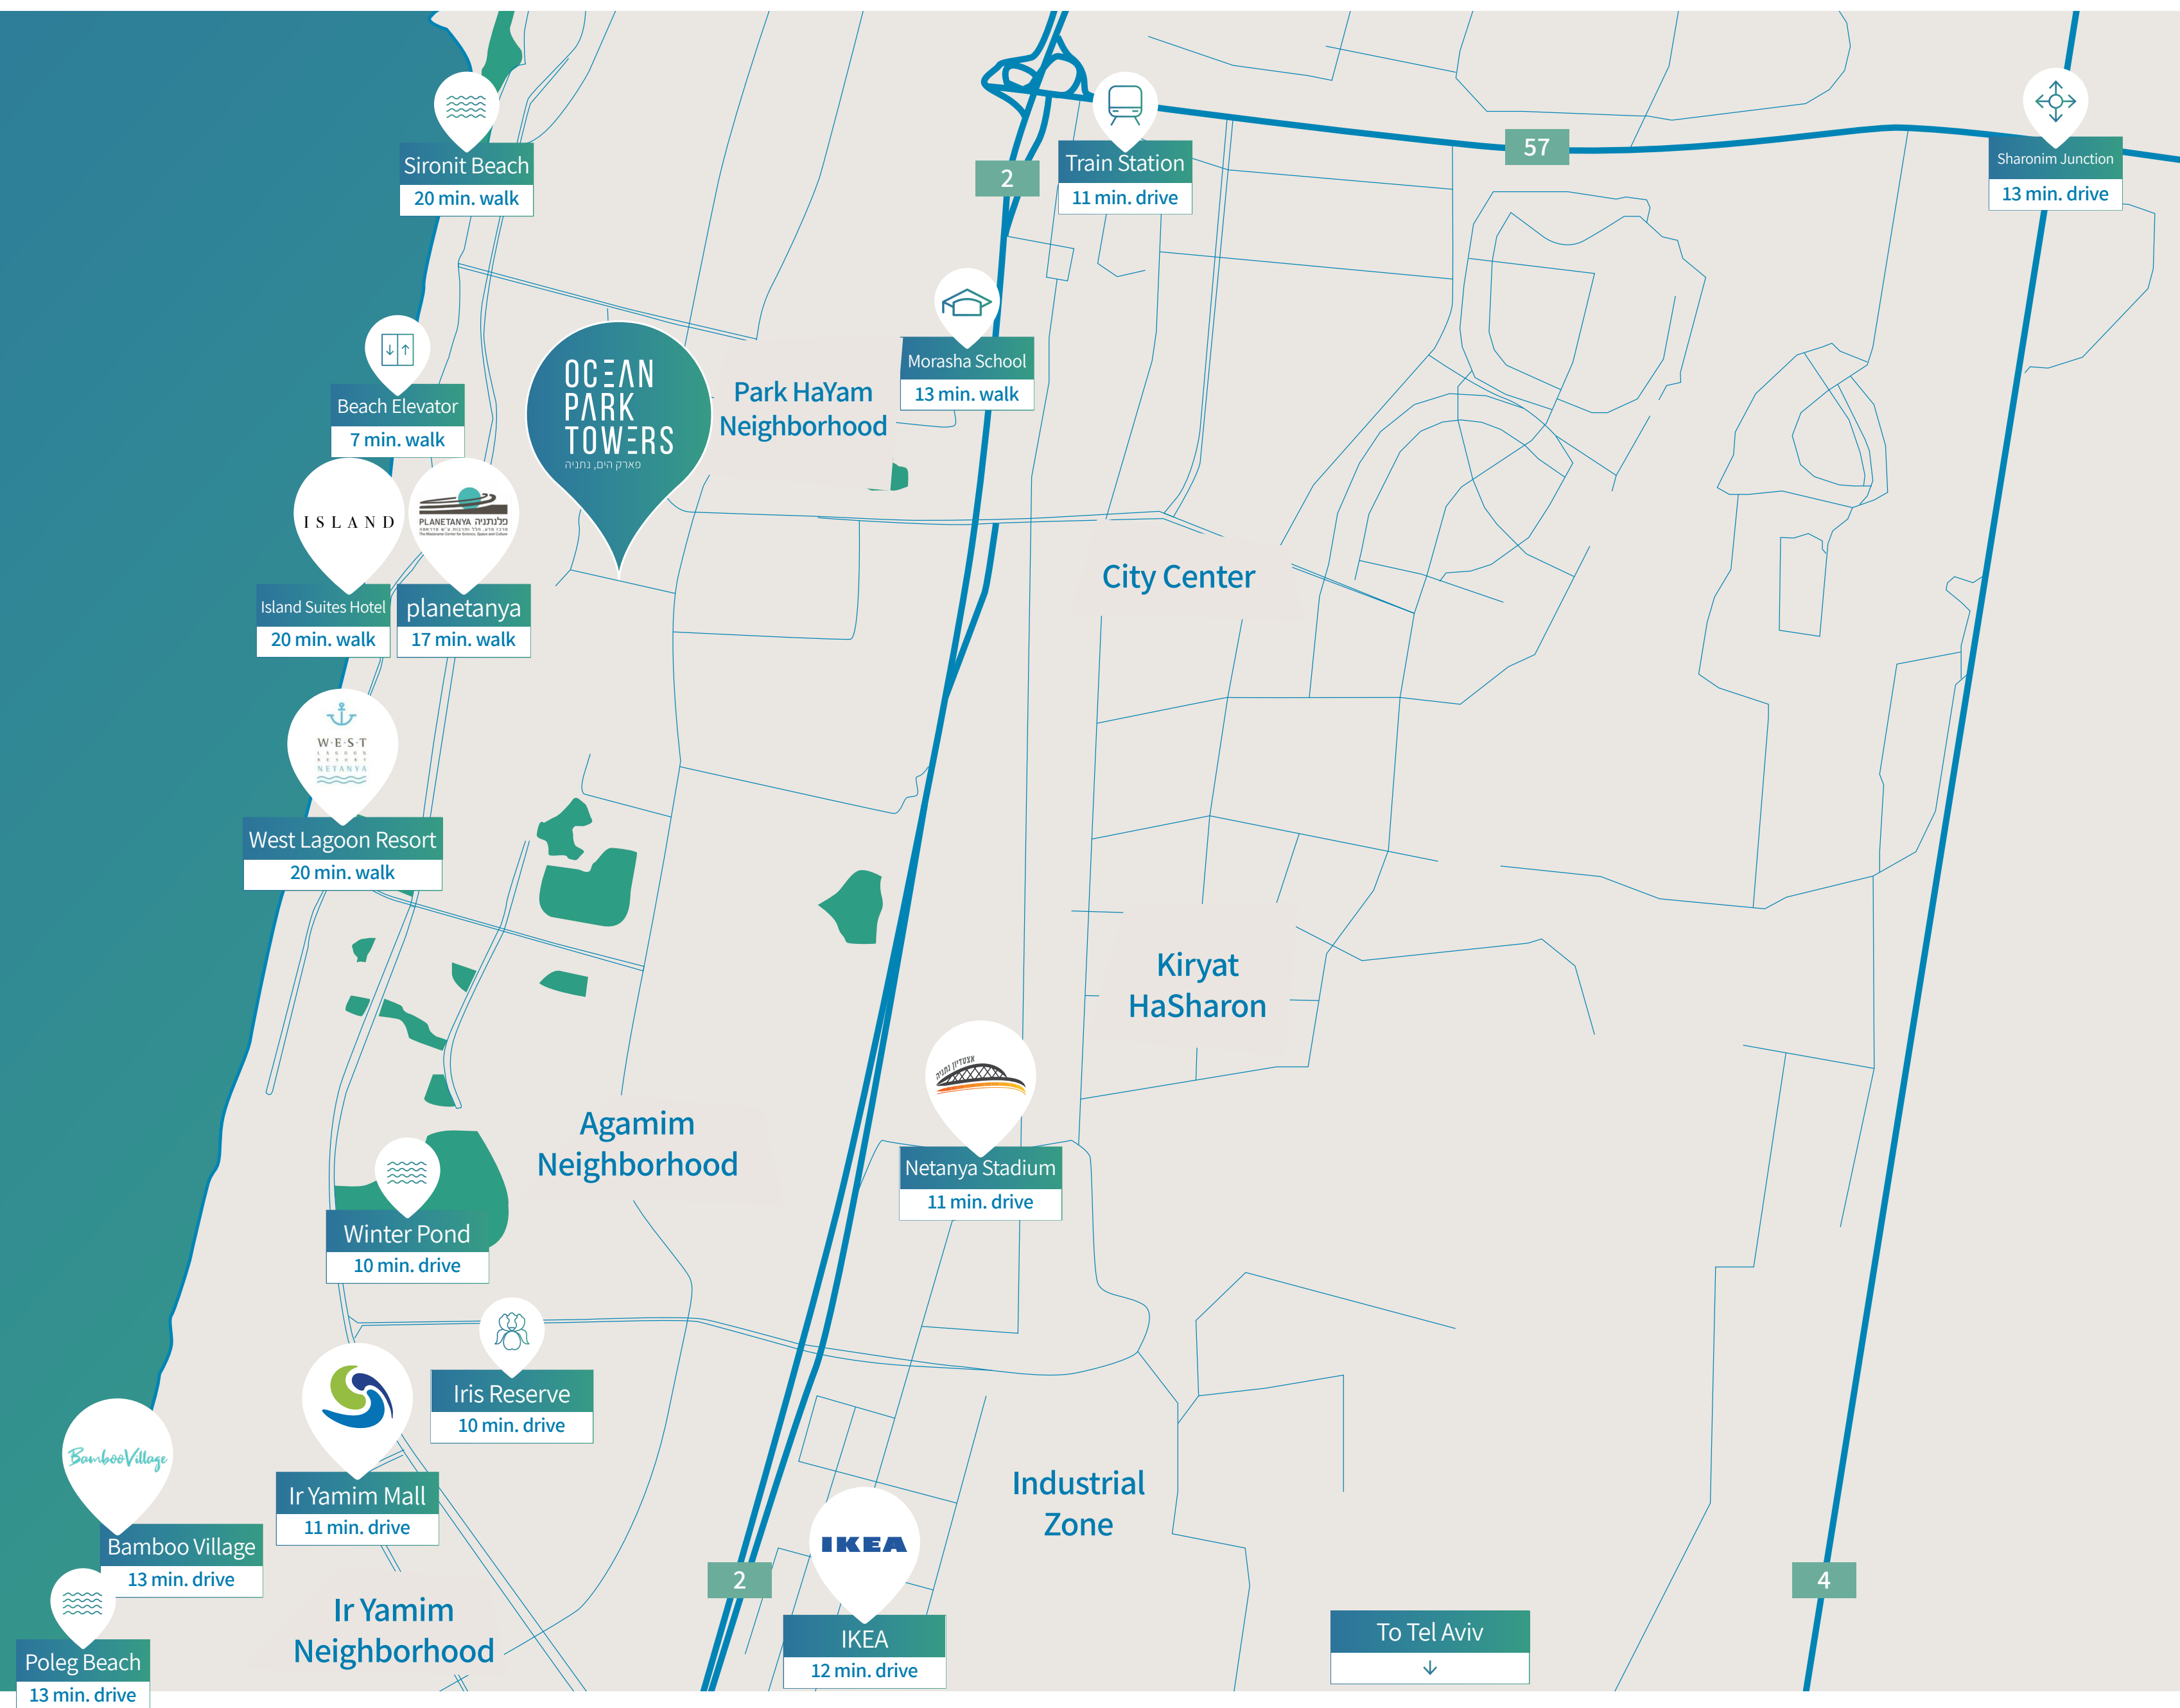 Sironit Beach
20 min. walk
Train Station
11 min. drive
2
57
Sharonim Junction
13 min. drive
Morasha School
13 min. walk
Beach Elevator
7 min. walk
OCEAN
PARK
TOWERS
פארק הים, נתניה
Park HaYam
Neighborhood
ISLAND
Island Suites Hotel
20 min. walk
פלנתניה PLANETANYA
planetanya
17 min. walk
City Center
W·E·S·T
LAGOON
RESORT
NETANYA
West Lagoon Resort
20 min. walk
Kiryat
HaSharon
אצטדיון נתניה
Netanya Stadium
11 min. drive
Agamim
Neighborhood
Winter Pond
10 min. drive
Iris Reserve
10 min. drive
Ir Yamim Mall
11 min. drive
Bamboo Village
Bamboo Village
13 min. drive
Industrial
Zone
IKEA
IKEA
12 min. drive
2
4
Ir Yamim
Neighborhood
Poleg Beach
13 min. drive
To Tel Aviv
↓